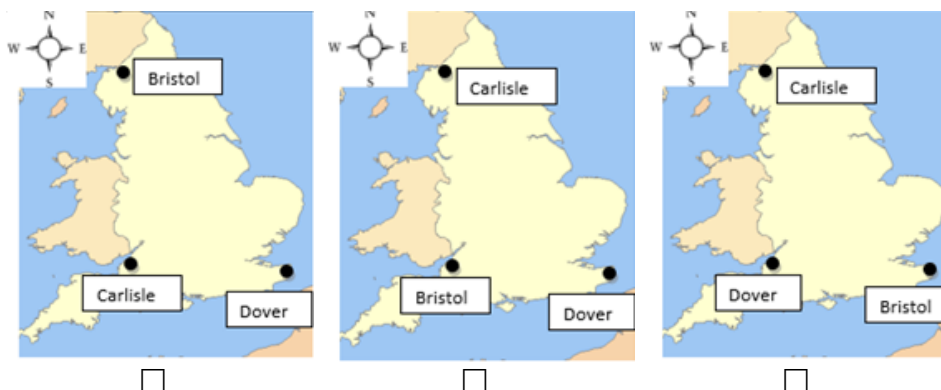 N
W E
S
Bristol
Carlisle
Dover
N
W E
S
Carlisle
Bristol
Dover
N
W E
S
Carlisle
Dover
Bristol